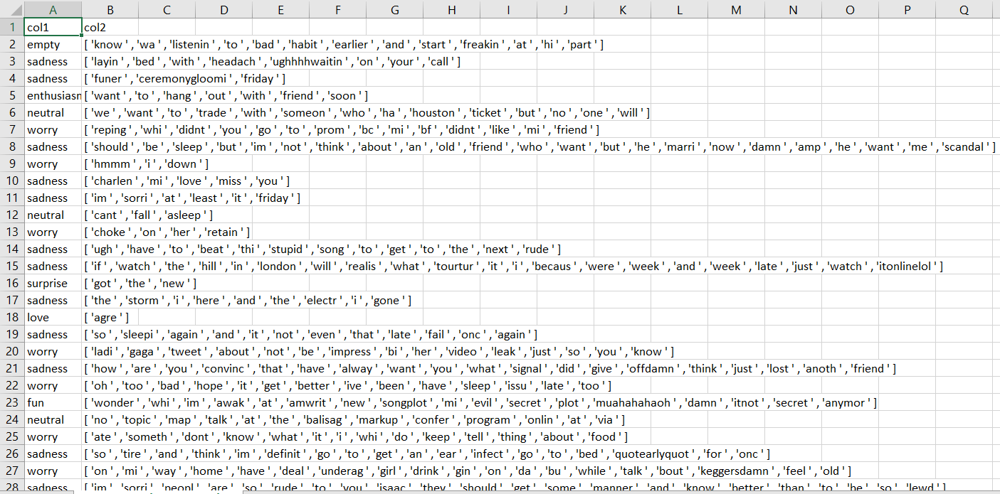 A B C D E F G H I J K L M N O P Q
1 col1 col2
2 empty [ 'know ' , 'wa ' , 'listenin ' , 'to ' , 'bad ' , 'habit ' , 'earlier ' , 'and ' , 'start ' , 'freakin ' , 'at ' , 'hi ' , 'part ' ]
3 sadness [ 'layin ' , 'bed ' , 'with ' , 'headach ' , 'ughhhhwaitin ' , 'on ' , 'your ' , 'call ' ]
4 sadness [ 'funer ' , 'ceremonygloomi ' , 'friday ' ]
5 enthusiasn [ 'want ' , 'to ' , 'hang ' , 'out ' , 'with ' , 'friend ' , 'soon ' ]
6 neutral [ 'we ' , 'want ' , 'to ' , 'trade ' , 'with ' , 'someon ' , 'who ' , 'ha ' , 'houston ' , 'ticket ' , 'but ' , 'no ' , 'one ' , 'will ' ]
7 worry [ 'reping ' , 'whi ' , 'didnt ' , 'you ' , 'go ' , 'to ' , 'prom ' , 'bc ' , 'mi ' , 'bf ' , 'didnt ' , 'like ' , 'mi ' , 'friend ' ]
8 sadness [ 'should ' , 'be ' , 'sleep ' , 'but ' , 'im ' , 'not ' , 'think ' , 'about ' , 'an ' , 'old ' , 'friend ' , 'who ' , 'want ' , 'but ' , 'he ' , 'marri ' , 'now ' , 'damn ' , 'amp ' , 'he ' , 'want ' , 'me ' , 'scandal ' ]
9 worry [ 'hmmm ' , 'i ' , 'down ' ]
10 sadness [ 'charlen ' , 'mi ' , 'love ' , 'miss ' , 'you ' ]
11 sadness [ 'im ' , 'sorri ' , 'at ' , 'least ' , 'it ' , 'friday ' ]
12 neutral [ 'cant ' , 'fall ' , 'asleep ' ]
13 worry [ 'choke ' , 'on ' , 'her ' , 'retain ' ]
14 sadness [ 'ugh ' , 'have ' , 'to ' , 'beat ' , 'thi ' , 'stupid ' , 'song ' , 'to ' , 'get ' , 'to ' , 'the ' , 'next ' , 'rude ' ]
15 sadness [ 'if ' , 'watch ' , 'the ' , 'hill ' , 'in ' , 'london ' , 'will ' , 'realis ' , 'what ' , 'tourtur ' , 'it ' , 'i ' , 'becaus ' , 'were ' , 'week ' , 'and ' , 'week ' , 'late ' , 'just ' , 'watch ' , 'itonlinelol ' ]
16 surprise [ 'got ' , 'the ' , 'new ' ]
17 sadness [ 'the ' , 'storm ' , 'i ' , 'here ' , 'and ' , 'the ' , 'electr ' , 'i ' , 'gone ' ]
18 love [ 'agre ' ]
19 sadness [ 'so ' , 'sleepi ' , 'again ' , 'and ' , 'it ' , 'not ' , 'even ' , 'that ' , 'late ' , 'fail ' , 'onc ' , 'again ' ]
20 worry [ 'ladi ' , 'gaga ' , 'tweet ' , 'about ' , 'not ' , 'be ' , 'impress ' , 'bi ' , 'her ' , 'video ' , 'leak ' , 'just ' , 'so ' , 'you ' , 'know ' ]
21 sadness [ 'how ' , 'are ' , 'you ' , 'convinc ' , 'that ' , 'have ' , 'alway ' , 'want ' , 'you ' , 'what ' , 'signal ' , 'did ' , 'give ' , 'offdamn ' , 'think ' , 'just ' , 'lost ' , 'anoth ' , 'friend ' ]
22 worry [ 'oh ' , 'too ' , 'bad ' , 'hope ' , 'it ' , 'get ' , 'better ' , 'ive ' , 'been ' , 'have ' , 'sleep ' , 'issu ' , 'late ' , 'too ' ]
23 fun [ 'wonder ' , 'whi ' , 'im ' , 'awak ' , 'at ' , 'amwrit ' , 'new ' , 'songplot ' , 'mi ' , 'evil ' , 'secret ' , 'plot ' , 'muahahahaoh ' , 'damn ' , 'itnot ' , 'secret ' , 'anymor ' ]
24 neutral [ 'no ' , 'topic ' , 'map ' , 'talk ' , 'at ' , 'the ' , 'balisag ' , 'markup ' , 'confer ' , 'program ' , 'onlin ' , 'at ' , 'via ' ]
25 worry [ 'ate ' , 'someth ' , 'dont ' , 'know ' , 'what ' , 'it ' , 'i ' , 'whi ' , 'do ' , 'keep ' , 'tell ' , 'thing ' , 'about ' , 'food ' ]
26 sadness [ 'so ' , 'tire ' , 'and ' , 'think ' , 'im ' , 'definit ' , 'go ' , 'to ' , 'get ' , 'an ' , 'ear ' , 'infect ' , 'go ' , 'to ' , 'bed ' , 'quotearlyquot ' , 'for ' , 'onc ' ]
27 worry [ 'on ' , 'mi ' , 'way ' , 'home ' , 'have ' , 'deal ' , 'underag ' , 'girl ' , 'drink ' , 'gin ' , 'on ' , 'da ' , 'bu ' , 'while ' , 'talk ' , 'bout ' , 'keggersdamn ' , 'feel ' , 'old ' ]
28 sadness [ 'im ' , 'sorri ' , 'peopl ' , 'are ' , 'so ' , 'rude ' , 'to ' , 'you ' , 'isaac ' , 'they ' , 'should ' , 'get ' , 'some ' , 'manner ' , 'and ' , 'know ' , 'better ' , 'than ' , 'to ' , 'be ' , 'so ' , 'lewd ' ]